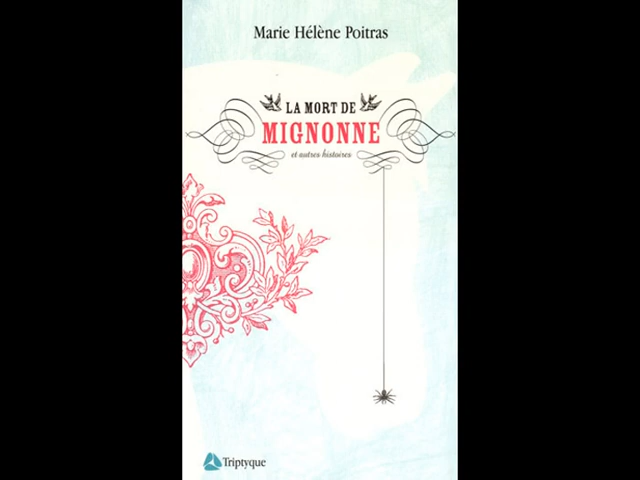 Marie Hélène Poitras
LA MORT DE
MIGNONNE
et autres histoires
Triptyque